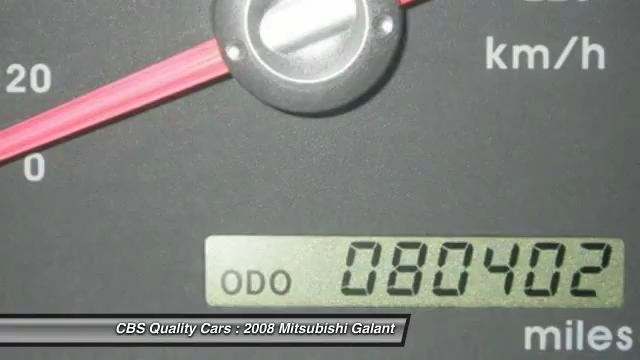 km/h
20
0
ODO 080402
CBS Quality Cars : 2008 Mitsubishi Galant
miles